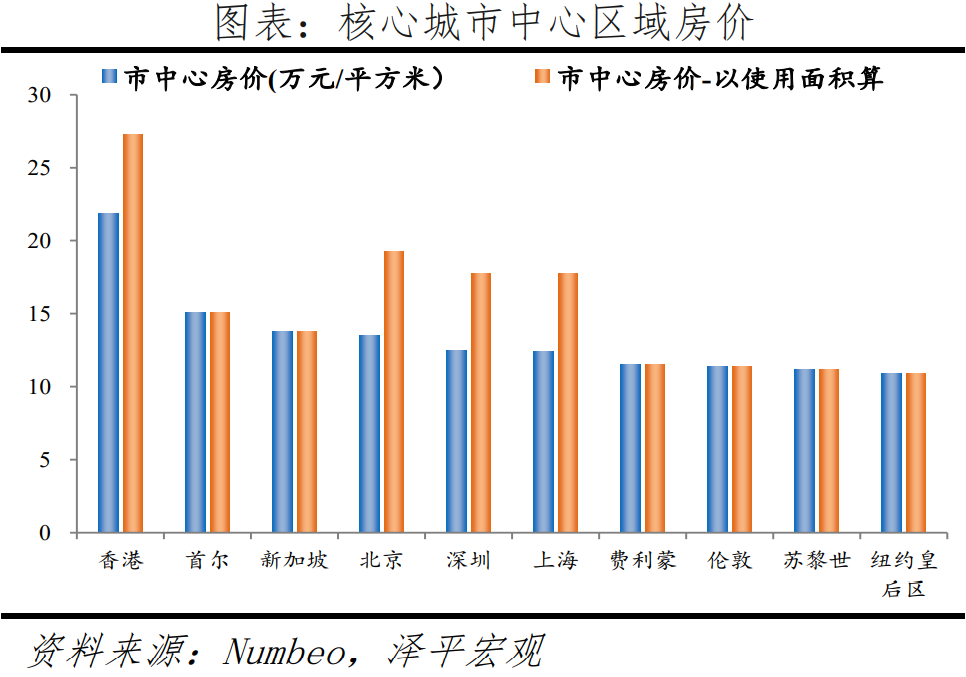 图表：核心城市中心区域房价
市中心房价(万元/平方米） 市中心房价-以使用面积算
30
25
20
15
10
5
0
香港 首尔 新加坡 北京 深圳 上海 费利蒙 伦敦 苏黎世 纽约皇
后区
资料来源：Numbeo，泽平宏观